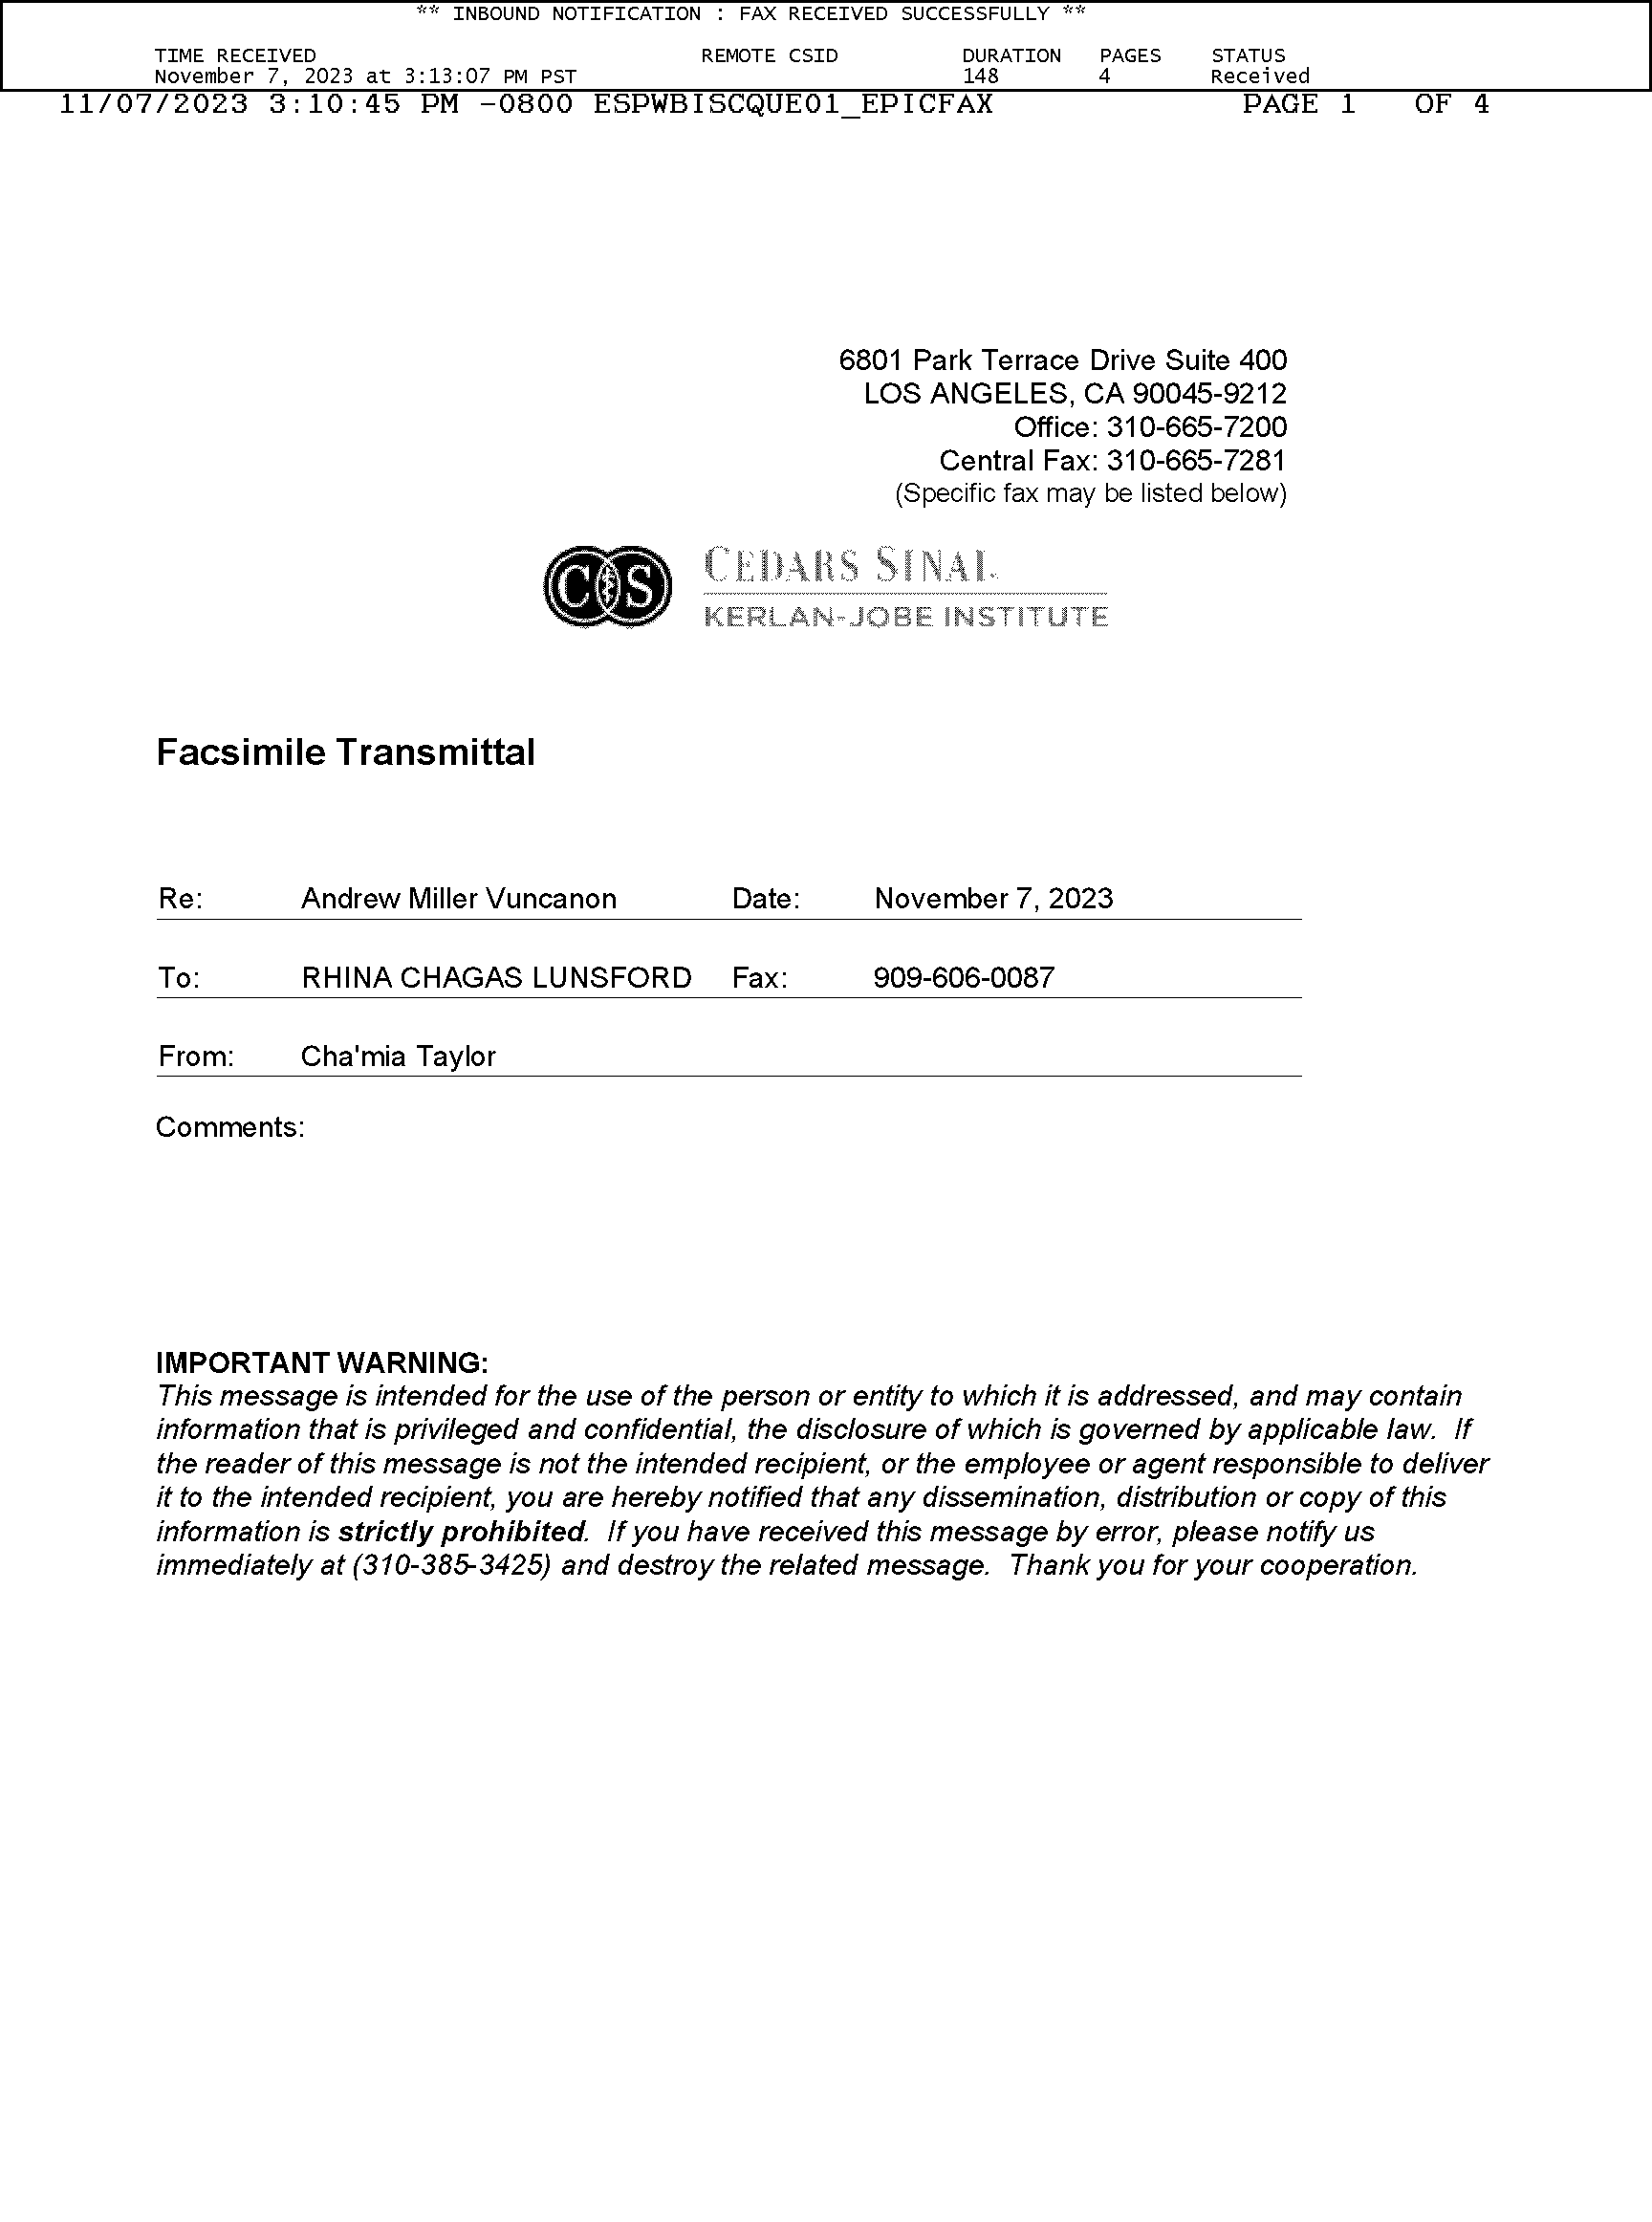 ** INBOUND NOTIFICATION : FAX RECEIVED SUCCESSFULLY **
TIME RECEIVED REMOTE CSID DURATION PAGES STATUS
November 7, 2023 at 3:13:07 PM PST 148 4 Received
11/07/2023 3:10:45 PM -0800 ESPWBISCQUE01_EPICFAX PAGE 1 OF 4
6801 Park Terrace Drive Suite 400
LOS ANGELES, CA 90045-9212
Office: 310-665-7200
Central Fax: 310-665-7281
(Specific fax may be listed below)
CS CEDARS SINAI.
KERLAN-JOBE INSTITUTE
Facsimile Transmittal
Re: Andrew Miller Vuncanon Date: November 7, 2023
To: RHINA CHAGAS LUNSFORD Fax: 909-606-0087
From: Cha'mia Taylor
Comments:
IMPORTANT WARNING:
This message is intended for the use of the person or entity to which it is addressed, and may contain
information that is privileged and confidential, the disclosure of which is governed by applicable law. If
the reader of this message is not the intended recipient, or the employee or agent responsible to deliver
it to the intended recipient, you are hereby notified that any dissemination, distribution or copy of this
information is strictly prohibited. If you have received this message by error, please notify us
immediately at (310-385-3425) and destroy the related message. Thank you for your cooperation.